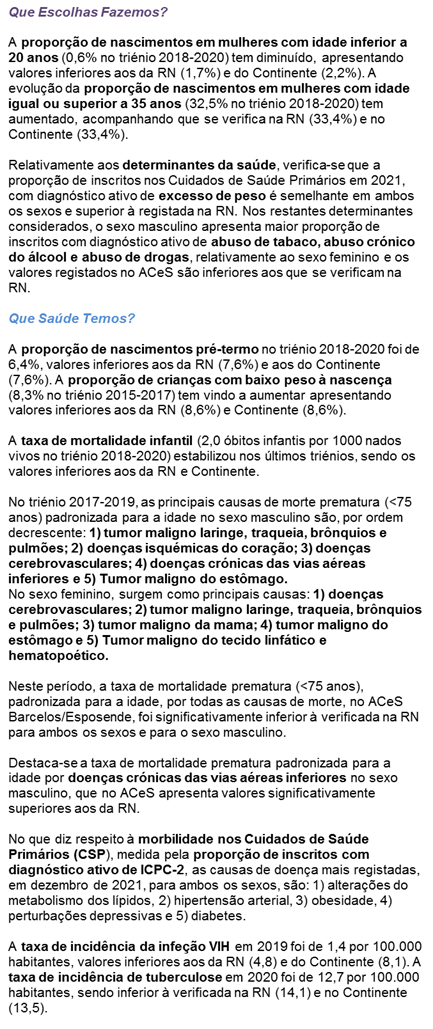 Que Escolhas Fazemos?
A proporção de nascimentos em mulheres com idade inferior a
20 anos (0,6% no triénio 2018-2020) tem diminuído, apresentando
valores inferiores aos da RN (1,7%) e do Continente (2,2%). A
evolução da proporção de nascimentos em mulheres com idade
igual ou superior a 35 anos (32,5% no triénio 2018-2020) tem
aumentado, acompanhando que se verifica na RN (33,4%) e no
Continente (33,4%).
Relativamente aos determinantes da saúde, verifica-se que a
proporção de inscritos nos Cuidados de Saúde Primários em 2021,
com diagnóstico ativo de excesso de peso é semelhante em ambos
os sexos e superior à registada na RN. Nos restantes determinantes
considerados, o sexo masculino apresenta maior proporção de
inscritos com diagnóstico ativo de abuso de tabaco, abuso crónico
do álcool e abuso de drogas, relativamente ao sexo feminino e os
valores registados no ACeS são inferiores aos que se verificam na
RN.
Que Saúde Temos?
A proporção de nascimentos pré-termo no triénio 2018-2020 foi de
6,4%, valores inferiores aos da RN (7,6%) e aos do Continente
(7,6%). A proporção de crianças com baixo peso à nascença
(8,3% no triénio 2015-2017) tem vindo a aumentar apresentando
valores inferiores aos da RN (8,6%) e Continente (8,6%).
A taxa de mortalidade infantil (2,0 óbitos infantis por 1000 nados
vivos no triénio 2018-2020) estabilizou nos últimos triénios, sendo os
valores inferiores aos da RN e Continente.
No triénio 2017-2019, as principais causas de morte prematura (<75
anos) padronizada para a idade no sexo masculino são, por ordem
decrescente: 1) tumor maligno laringe, traqueia, brônquios e
pulmões; 2) doenças isquémicas do coração; 3) doenças
cerebrovasculares; 4) doenças crónicas das vias aéreas
inferiores e 5) Tumor maligno do estômago.
No sexo feminino, surgem como principais causas: 1) doenças
cerebrovasculares; 2) tumor maligno laringe, traqueia, brônquios
e pulmões; 3) tumor maligno da mama; 4) tumor maligno do
estômago e 5) Tumor maligno do tecido linfático e
hematopoético.
Neste período, a taxa de mortalidade prematura (<75 anos),
padronizada para a idade, por todas as causas de morte, no ACeS
Barcelos/Esposende, foi significativamente inferior à verificada na RN
para ambos os sexos e para o sexo masculino.
Destaca-se a taxa de mortalidade prematura padronizada para a
idade por doenças crónicas das vias aéreas inferiores no sexo
masculino, que no ACeS apresenta valores significativamente
superiores aos da RN.
No que diz respeito à morbilidade nos Cuidados de Saúde
Primários (CSP), medida pela proporção de inscritos com
diagnóstico ativo de ICPC-2, as causas de doença mais registadas,
em dezembro de 2021, para ambos os sexos, são: 1) alterações do
metabolismo dos lípidos, 2) hipertensão arterial, 3) obesidade, 4)
perturbações depressivas e 5) diabetes.
A taxa de incidência da infeção VIH em 2019 foi de 1,4 por 100.000
habitantes, valores inferiores aos da RN (4,8) e do Continente (8,1). A
taxa de incidência de tuberculose em 2020 foi de 12,7 por 100.000
habitantes, sendo inferior à verificada na RN (14,1) e no Continente
(13,5).